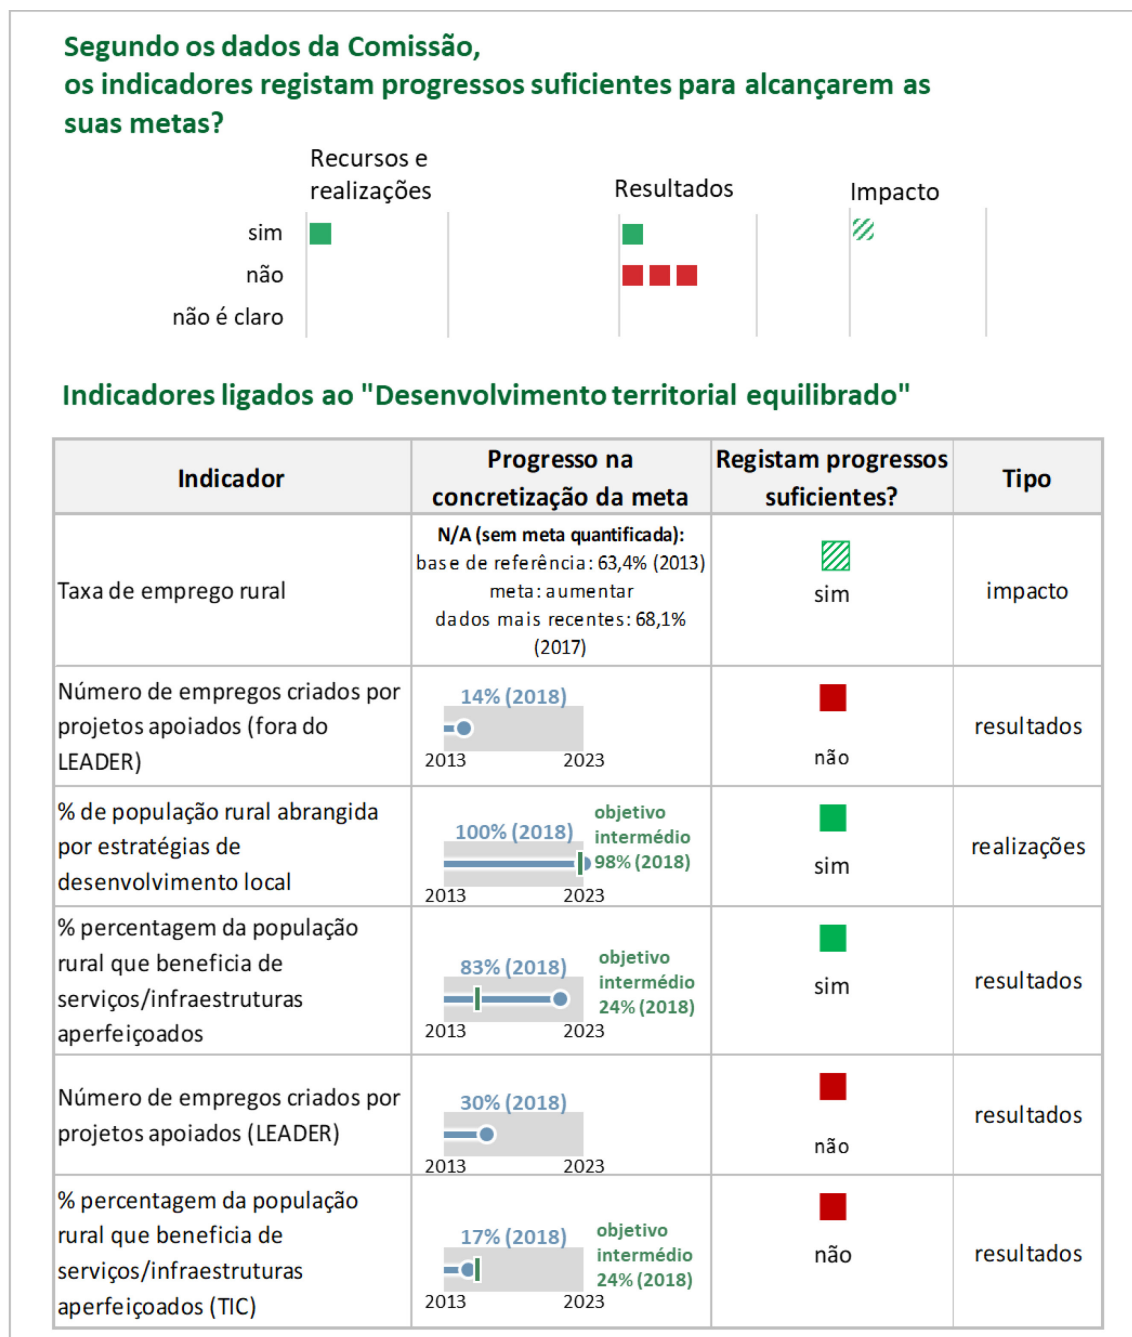 Segundo os dados da Comissão,
os indicadores registam progressos suficientes para alcançarem as
suas metas?
Recursos e
realizações
Resultados
Impacto
sim
não
não é claro
Indicadores ligados ao "Desenvolvimento territorial equilibrado"
Indicador
Progresso na
concretização da meta
Registam progressos
suficientes?
Tipo
Taxa de emprego rural
N/A (sem meta quantificada):
base de referência: 63,4% (2013)
meta: aumentar
dados mais recentes: 68,1%
(2017)
sim
impacto
Número de empregos criados por
projetos apoiados (fora do
LEADER)
14% (2018)
2013 2023
não
resultados
% de população rural abrangida
por estratégias de
desenvolvimento local
100% (2018)
2013 2023
objetivo
intermédio
98% (2018)
sim
realizações
% percentagem da população
rural que beneficia de
serviços/infraestruturas
aperfeiçoados
83% (2018)
2013 2023
objetivo
intermédio
24% (2018)
sim
resultados
Número de empregos criados por
projetos apoiados (LEADER)
30% (2018)
2013 2023
não
resultados
% percentagem da população
rural que beneficia de
serviços/infraestruturas
aperfeiçoados (TIC)
17% (2018)
2013 2023
objetivo
intermédio
24% (2018)
não
resultados